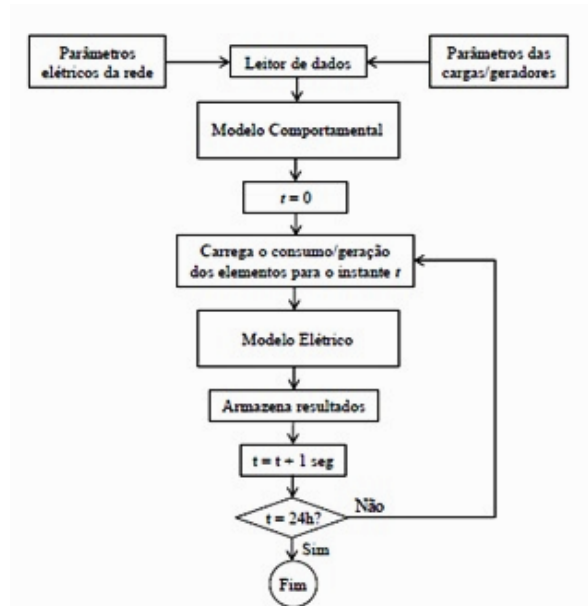 Parâmetros
elétricos da rede
Leitor de dados
Parâmetros das
cargas/geradores
Modelo Comportamental
t = 0
Carrega o consumo/geração
dos elementos para o instante t
Modelo Elétrico
Armazena resultados
t = t + 1 seg
t = 24h?
Não
Sim
Fim